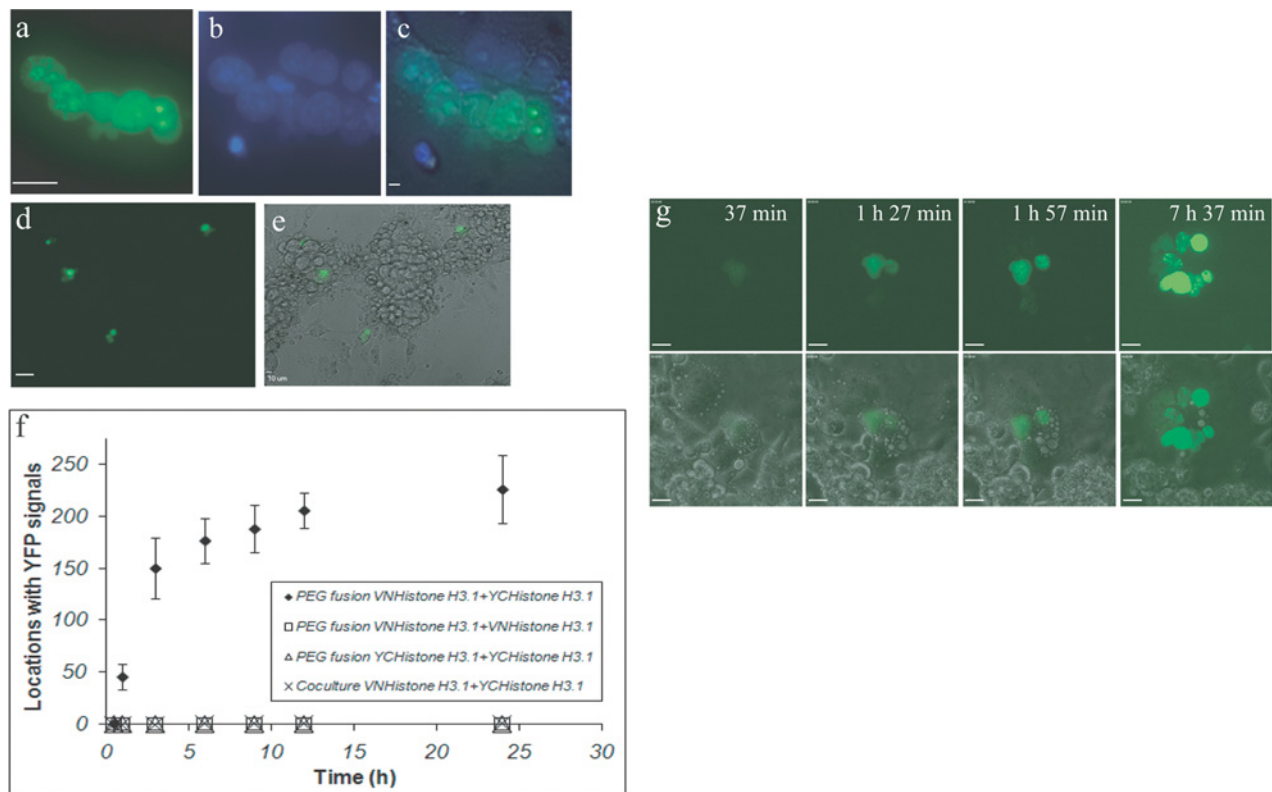 a
b
c
d
e
10 um
f
Locations with YFP signals
250
200
150
100
50
0
0 5 10 15 20 25 30
Time (h)
PEG fusion VNHistone H3.1+YCHistone H3.1
PEG fusion VNHistone H3.1+VNHistone H3.1
PEG fusion YCHistone H3.1+YCHistone H3.1
Coculture VNHistone H3.1+YCHistone H3.1
g
37 min
1 h 27 min
1 h 57 min
7 h 37 min